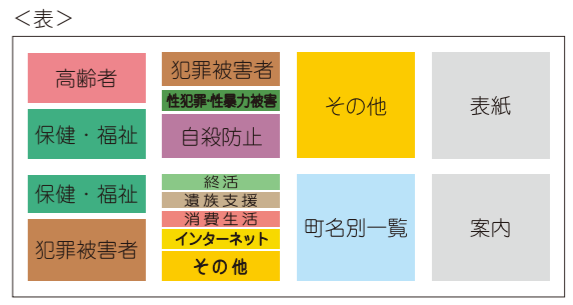 ＜表＞
高齢者
保健・福祉
犯罪被害者
性犯罪・性暴力被害
自殺防止
その他
表紙
保健・福祉
犯罪被害者
終活
遺族支援
消費生活
インターネット
その他
町名別一覧
案内